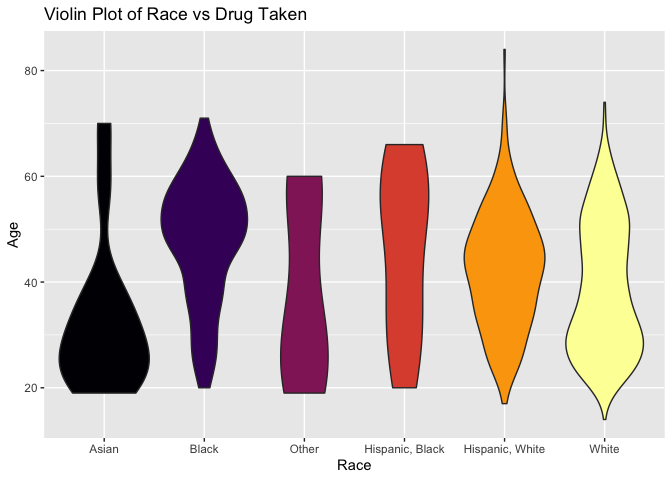 Violin Plot of Race vs Drug Taken
80
60
40
20
Age
Asian Black Other Hispanic, Black Hispanic, White White
Race